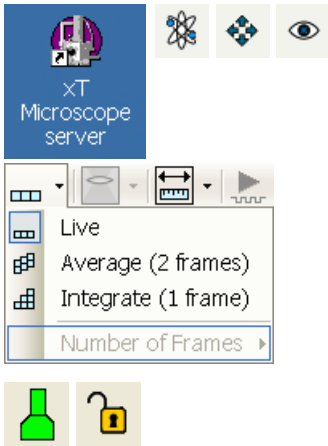 xT
Microscope
server
Live
Average (2 frames)
Integrate (1 frame)
Number of Frames